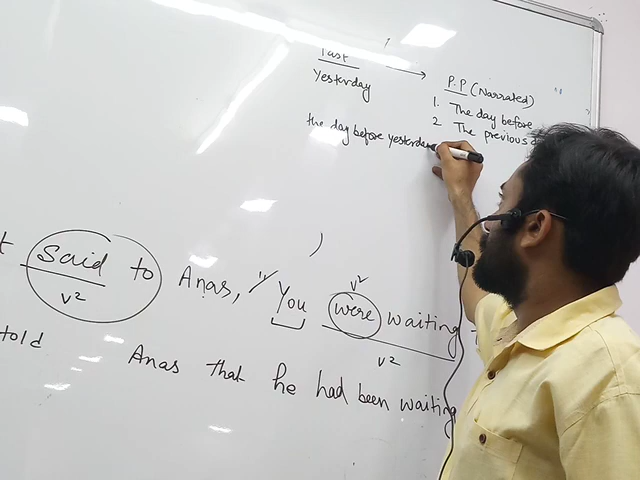 Past
Yesterday
P.P (Narrated)
1. The day before
2 The previous
the day before yesterday
said to Anas, " You were waiting
V² V² V²
told Anas that he had been waiting